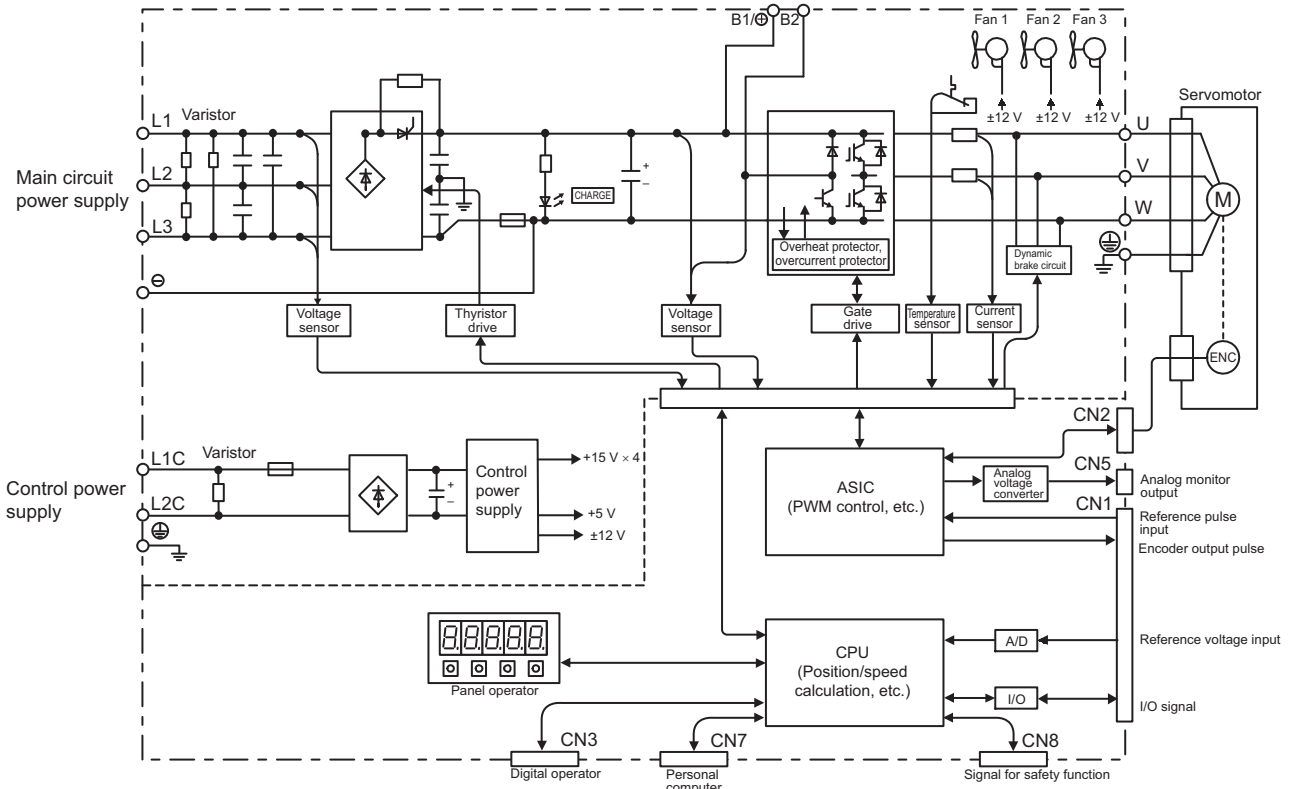 B1/⊕ B2
Fan 1 Fan 2 Fan 3
±12 V ±12 V ±12 V
Servomotor
Varistor
L1
L2
L3
⊖
Main circuit
power supply
CHARGE
+
–
Overheat protector,
overcurrent protector
U
V
W
M
ENC
Dynamic
brake circuit
Voltage
sensor
Thyristor
drive
Voltage
sensor
Gate
drive
Temperature
sensor
Current
sensor
Control power
supply
L1C
L2C
Varistor
+
–
Control
power
supply
+15 V × 4
+5 V
±12 V
ASIC
(PWM control, etc.)
Analog
voltage
converter
CN2
CN5
Analog monitor
output
CN1
Reference pulse
input
Encoder output pulse
CPU
(Position/speed
calculation, etc.)
A/D
Reference voltage input
I/O
I/O signal
8.8.8.8.8.
Panel operator
CN3
Digital operator
CN7
Personal
computer
CN8
Signal for safety function